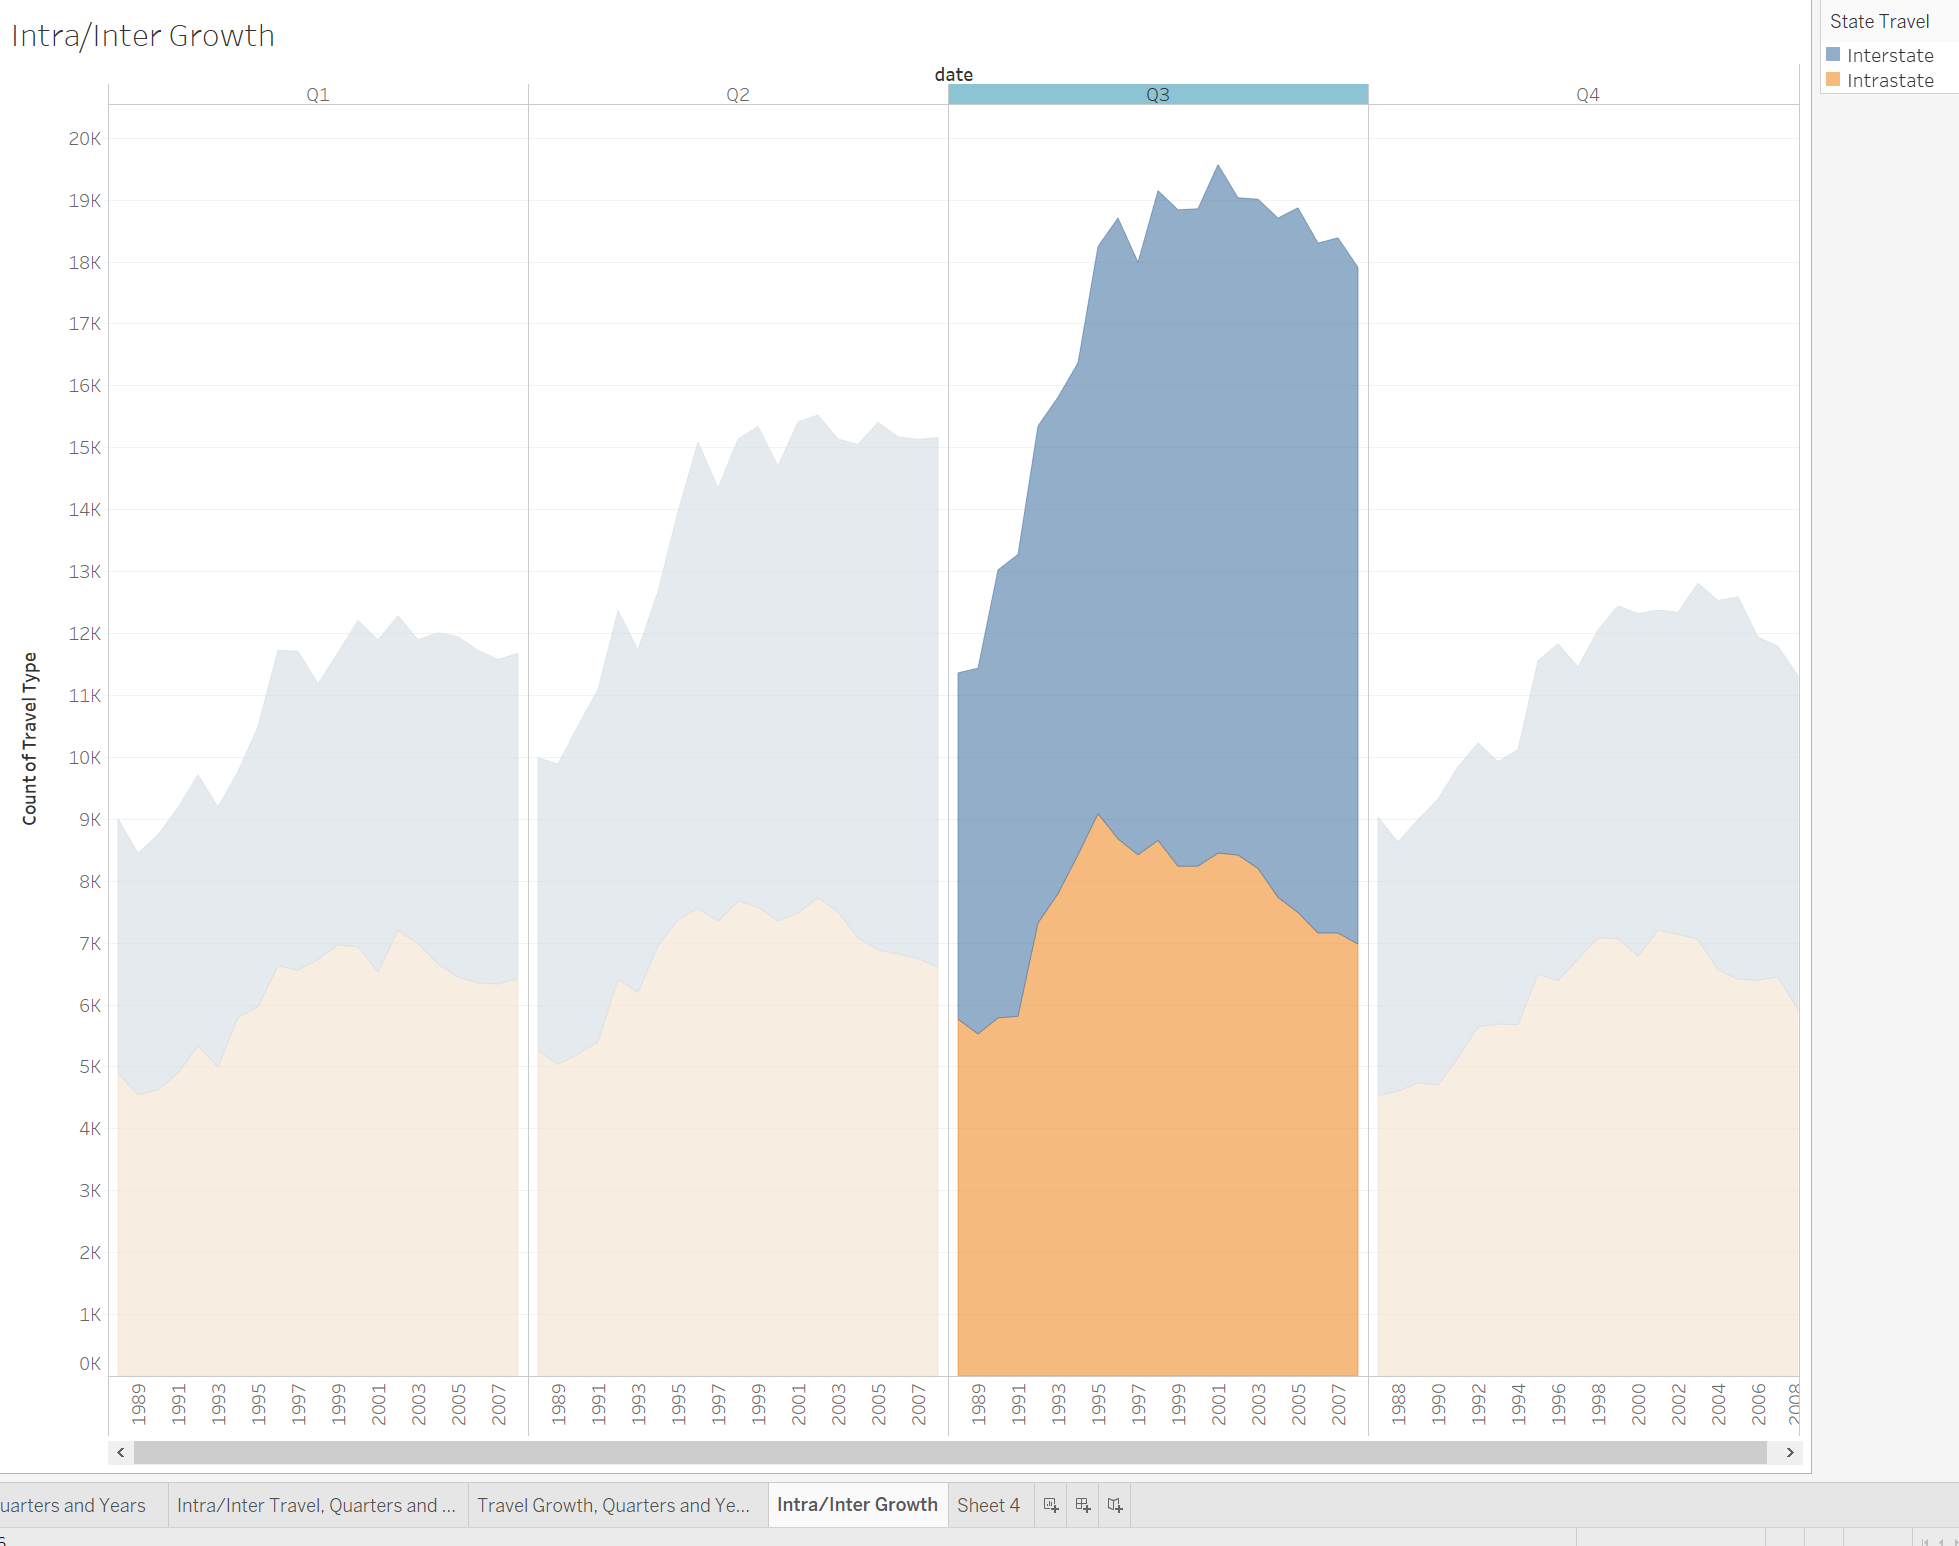 Intra/Inter Growth
State Travel
Interstate
Intrastate
date
Q1 Q2 Q3 Q4
20K
19K
18K
17K
16K
15K
14K
13K
12K
11K
10K
9K
8K
7K
6K
5K
4K
3K
2K
1K
0K
Count of Travel Type
1989 1991 1993 1995 1997 1999 2001 2003 2005 2007 1989 1991 1993 1995 1997 1999 2001 2003 2005 2007 1989 1991 1993 1995 1997 1999 2001 2003 2005 2007 1988 1990 1992 1994 1996 1998 2000 2002 2004 2006 2008
uarters and Years Intra/Inter Travel, Quarters and ... Travel Growth, Quarters and Ye... Intra/Inter Growth Sheet 4